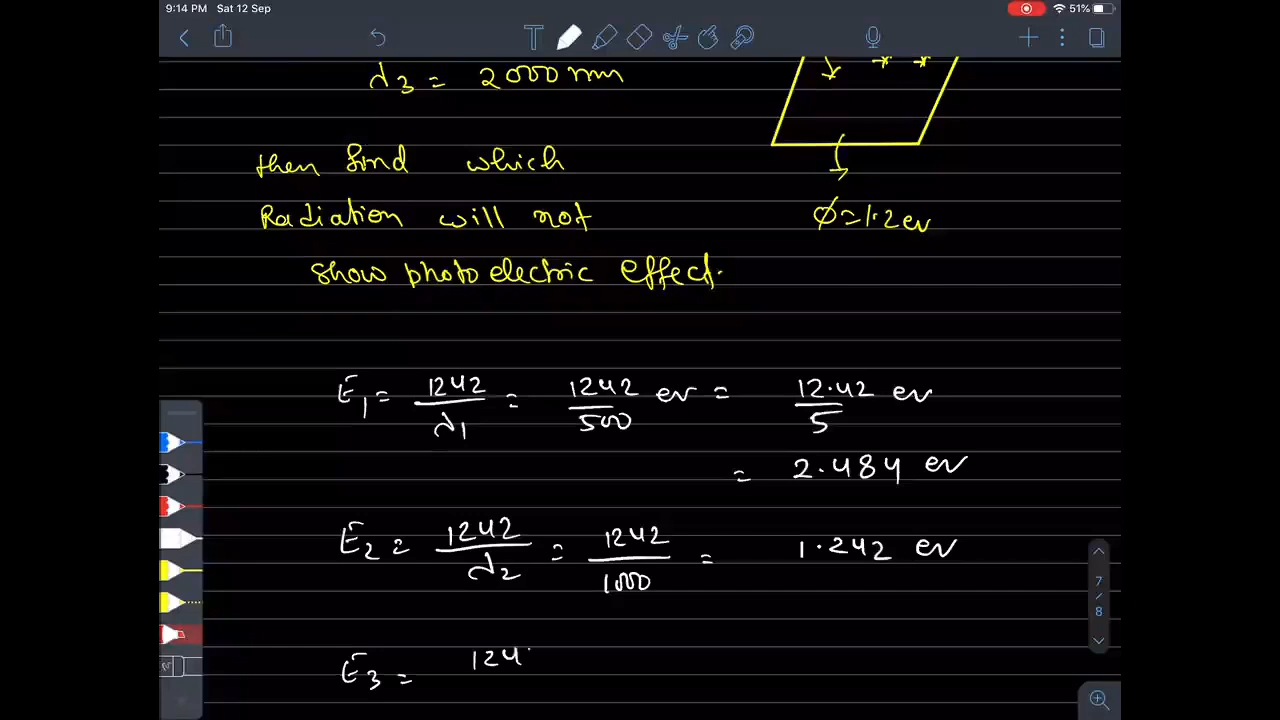 9:14 PM Sat 12 Sep 51%
λ3 = 2000 nm
then find which
Radiation will not
show photoelectric effect.
ϕ=1.2ev
E1 = 1242/λ1 = 1242/500 ev = 12.42/5 ev
= 2.484 ev
E2 = 1242/λ2 = 1242/1000 = 1.242 ev
E3 = 124
7/8